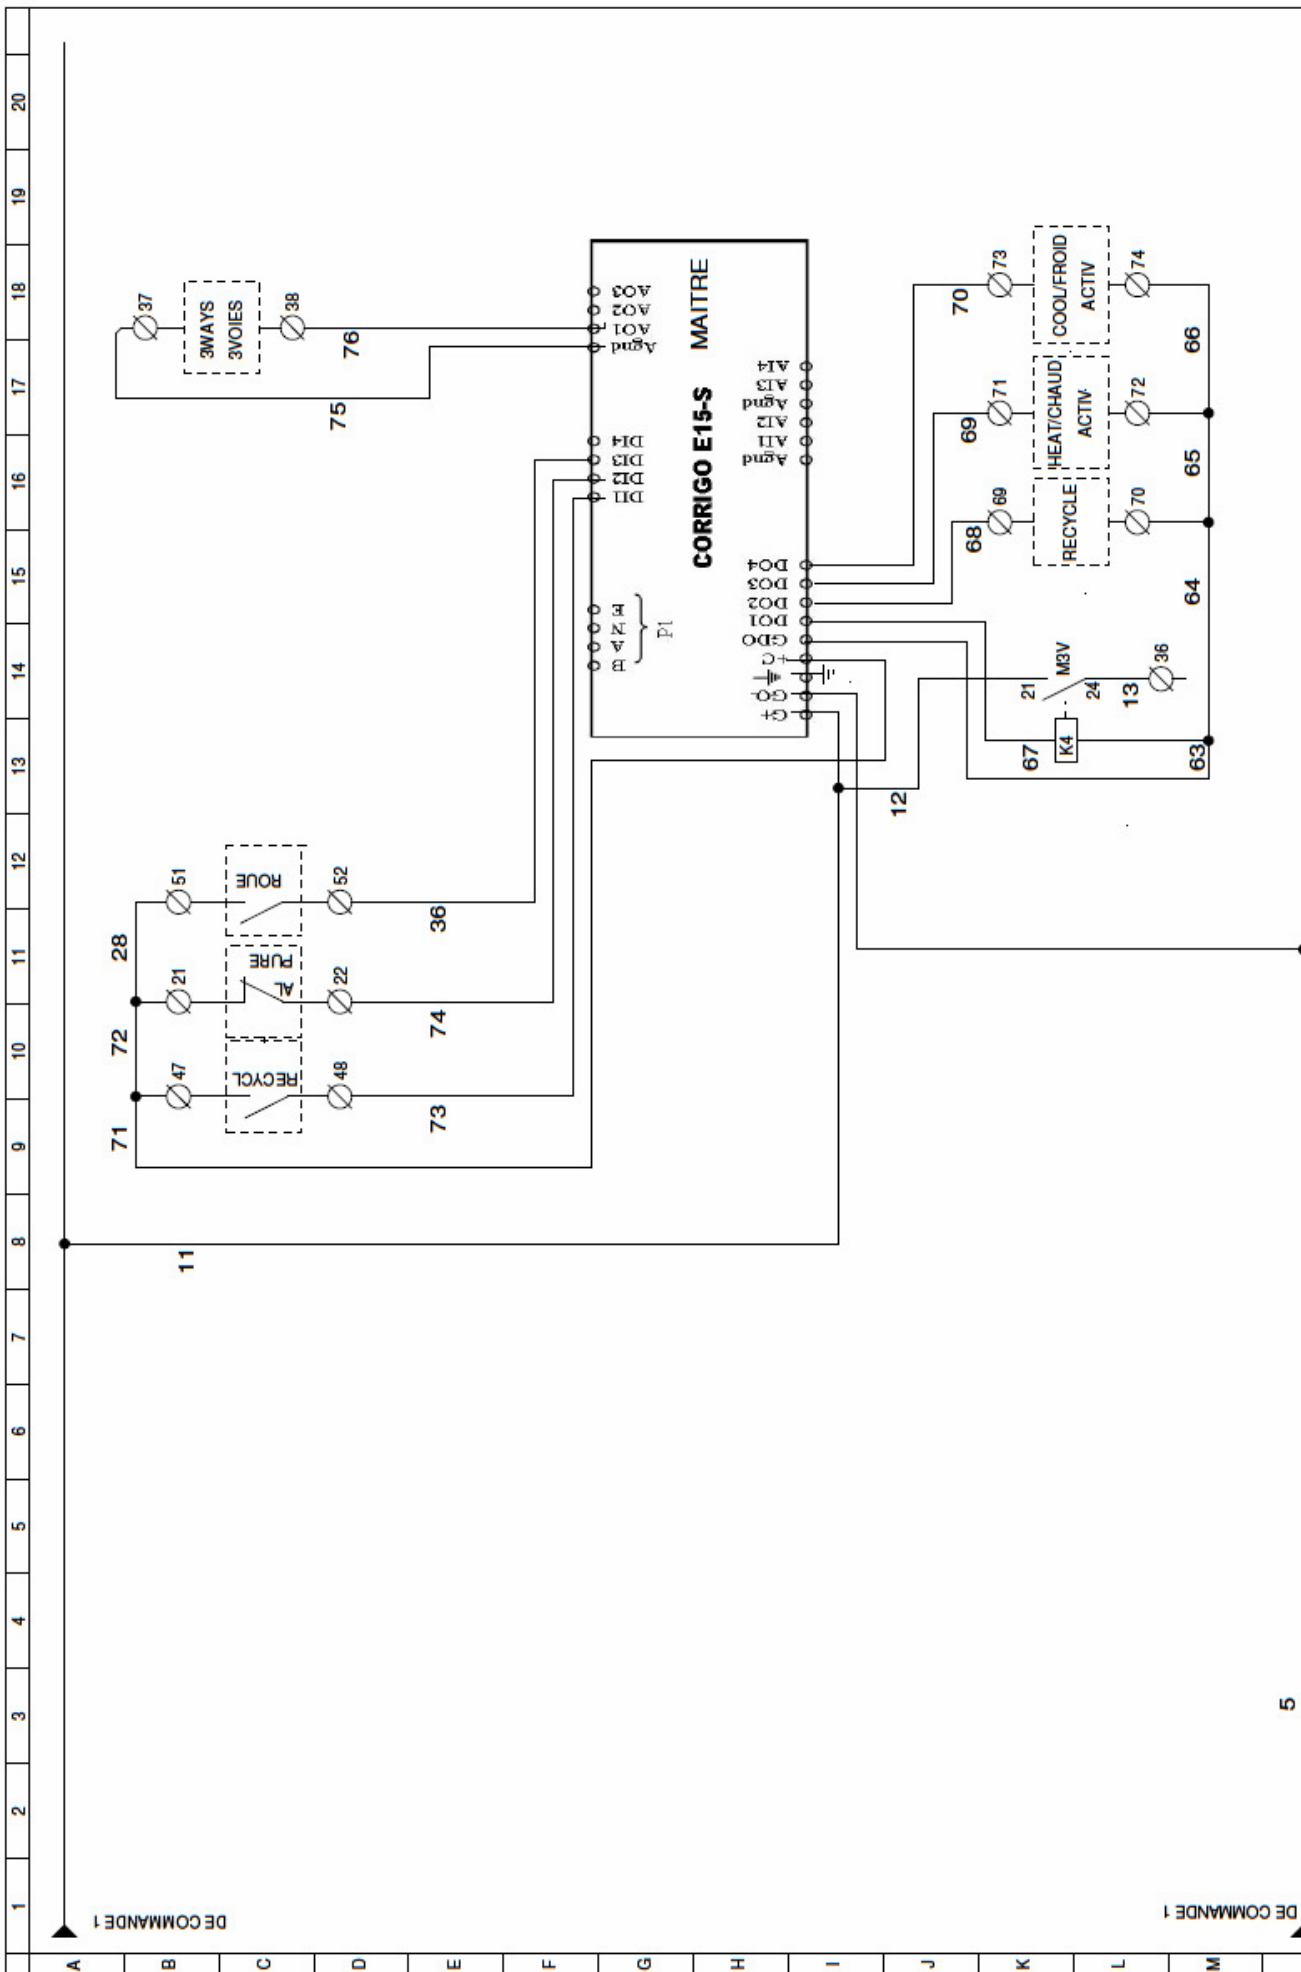 1 2 3 4 5 6 7 8 9 10 11 12 13 14 15 16 17 18 19 20
A
B
C
D
E
F
G
H
I
J
K
L
M
DE COMMANDE 1
DE COMMANDE 1
11
71
72
28
47
21
51
RECYCL
PURE
AL
ROUE
48
22
52
73
74
36
75
76
37
3WAYS
3VOIES
38
B A N E
P1
DI1 DI2 DI3 DI4
Agnd AO1 AO2 AO3
CORRIGO E15-S
MAITRE
G+ GO- +C GDO DO1 DO2 DO3 DO4
Agnd AI1 AI2 Agnd AI3 AI4
12
67
K4
63
21
M3V
24
13
36
68
69
RECYCLE
70
64
69
71
HEAT/CHAUD
ACTIV-
72
65
70
73
COOL/FROID
ACTIV
74
66
5